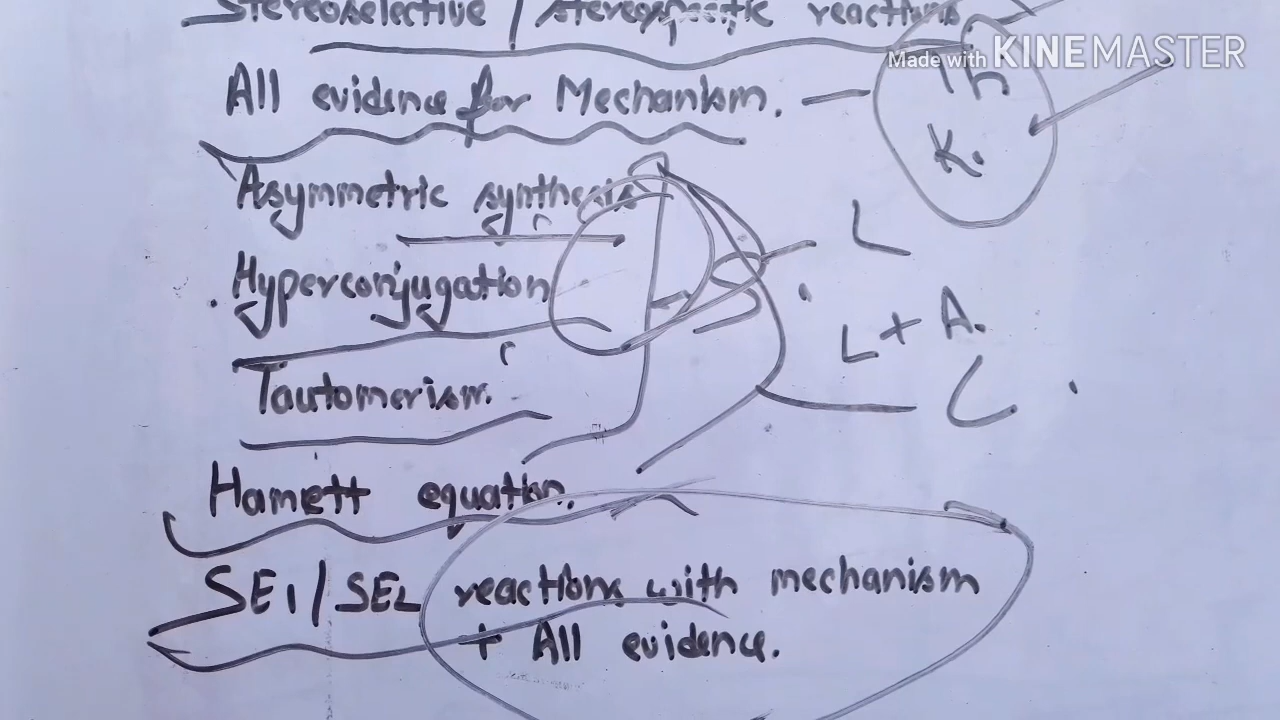 Stereoselective / stereospecific reactions
Made with KINEMASTER
All evidence for Mechanism. — Th
K.
Asymmetric synthesis
L
Hyperconjugation
L + A.
Tautomerism.
C
Hamett equation.
SE1/SE2 reactions with mechanism
+ All evidence.